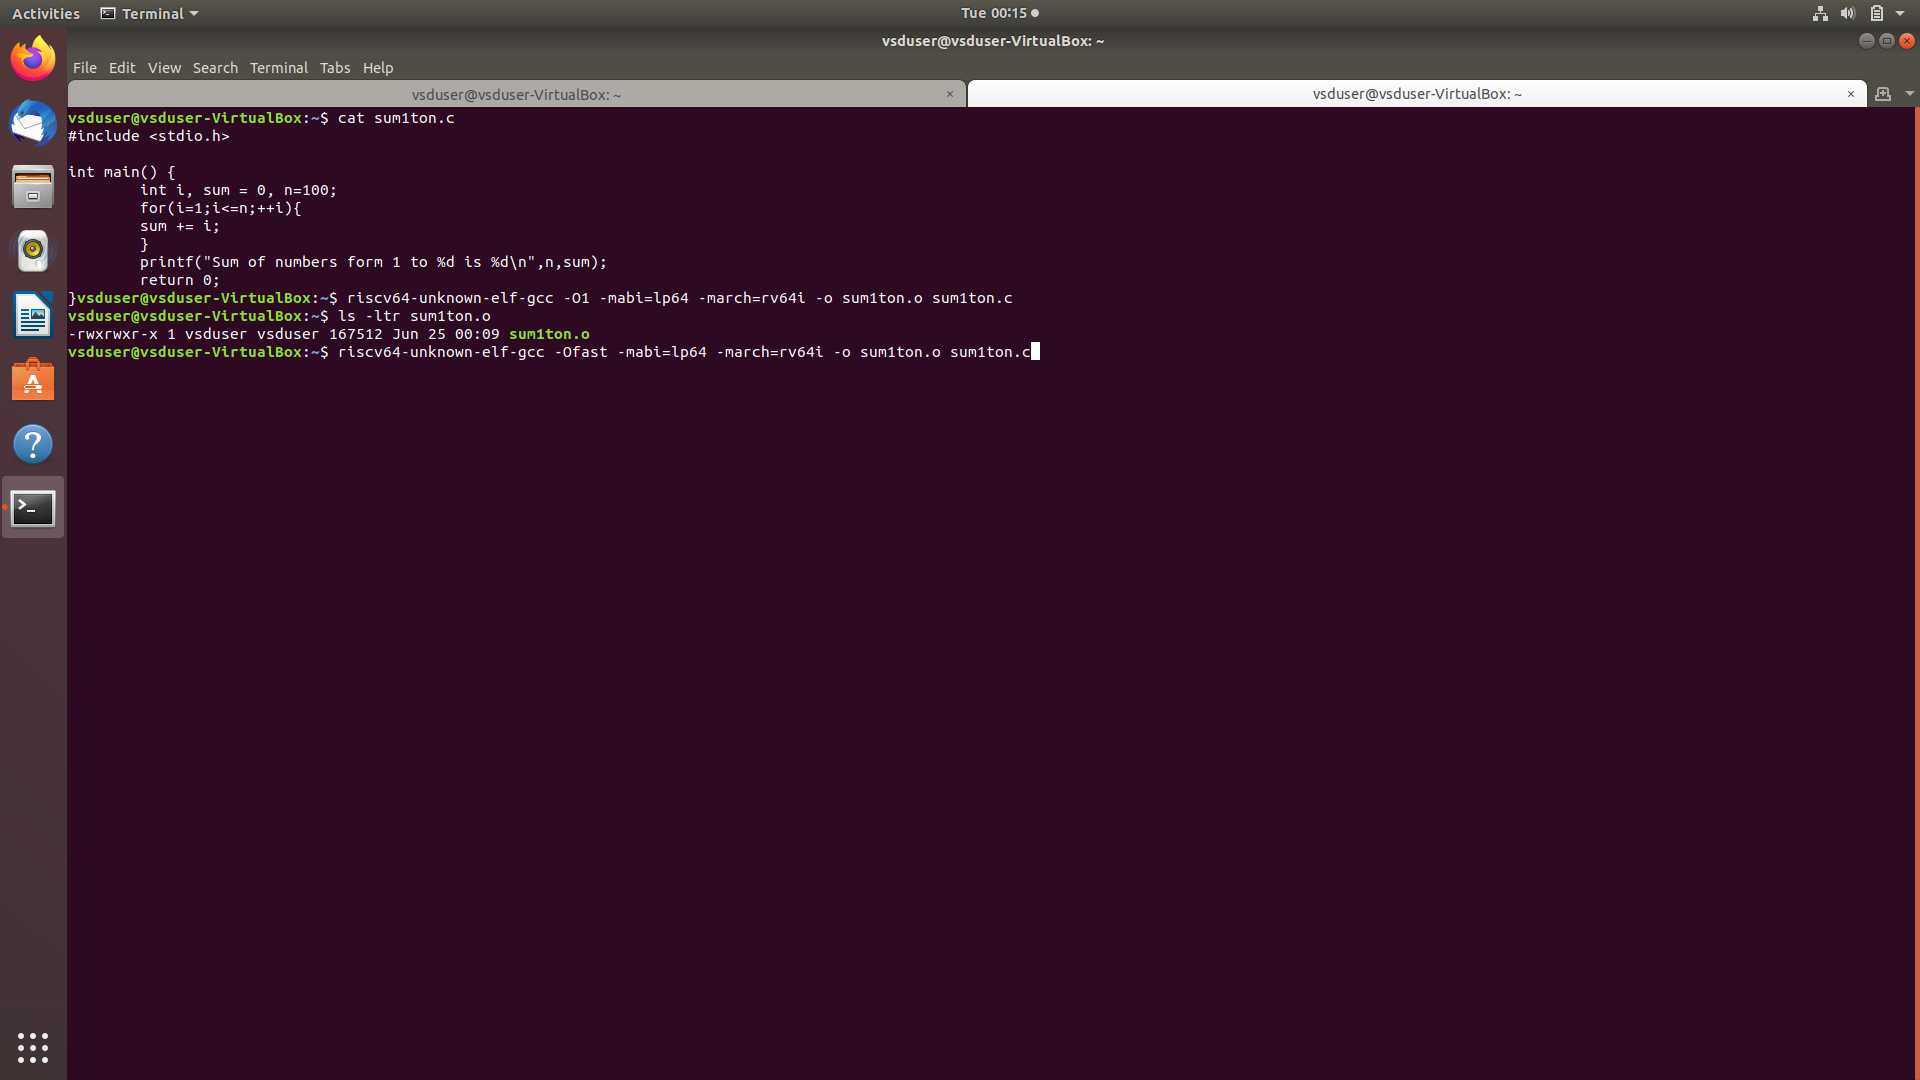 Activities Terminal Tue 00:15
vsduser@vsduser-VirtualBox: ~
File Edit View Search Terminal Tabs Help
vsduser@vsduser-VirtualBox: ~ × vsduser@vsduser-VirtualBox: ~ ×
vsduser@vsduser-VirtualBox:~$ cat sum1ton.c
#include <stdio.h>
int main() {
        int i, sum = 0, n=100;
        for(i=1;i<=n;++i){
        sum += i;
        }
        printf("Sum of numbers form 1 to %d is %d\n",n,sum);
        return 0;
}vsduser@vsduser-VirtualBox:~$ riscv64-unknown-elf-gcc -O1 -mabi=lp64 -march=rv64i -o sum1ton.o sum1ton.c
vsduser@vsduser-VirtualBox:~$ ls -ltr sum1ton.o
-rwxrwxr-x 1 vsduser vsduser 167512 Jun 25 00:09 sum1ton.o
vsduser@vsduser-VirtualBox:~$ riscv64-unknown-elf-gcc -Ofast -mabi=lp64 -march=rv64i -o sum1ton.o sum1ton.c